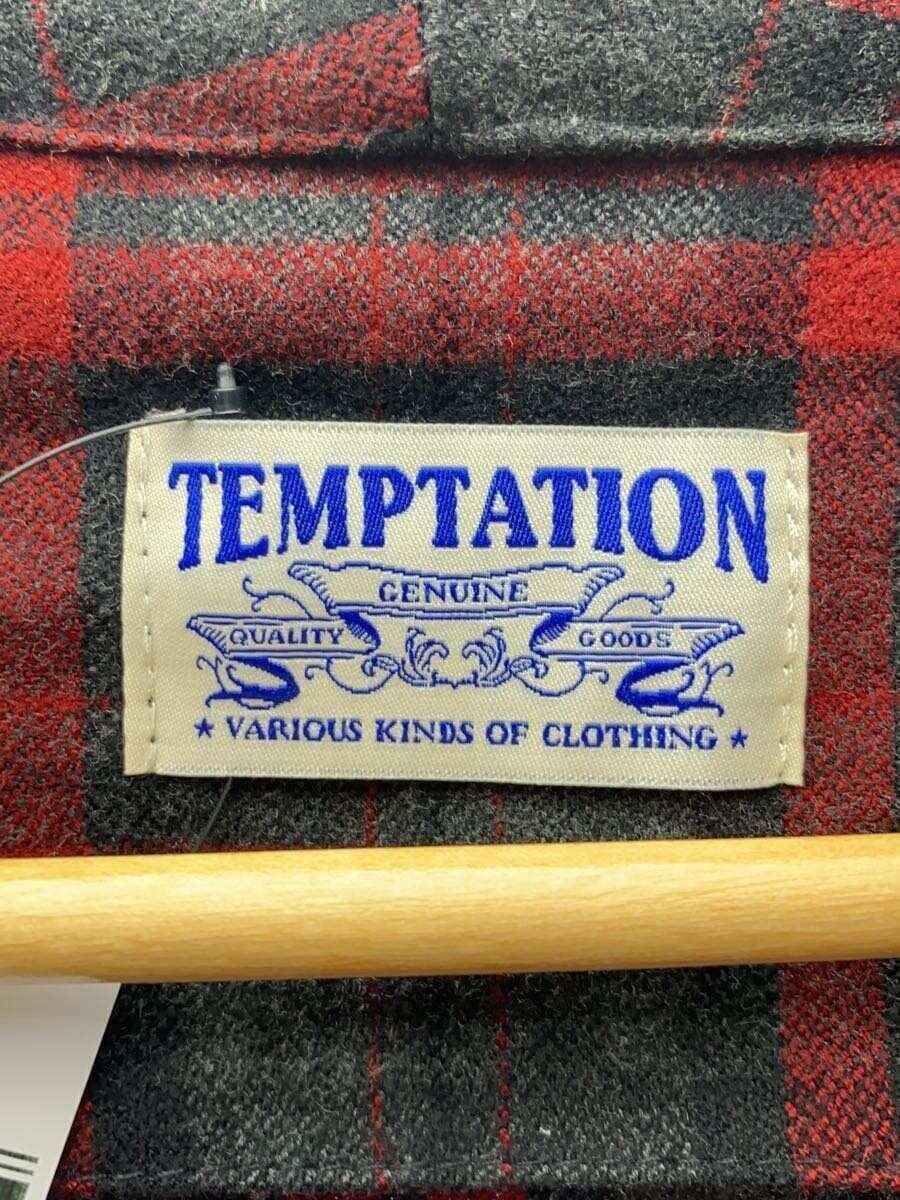 TEMPTATION
GENUINE
QUALITY GOODS
★ VARIOUS KINDS OF CLOTHING ★